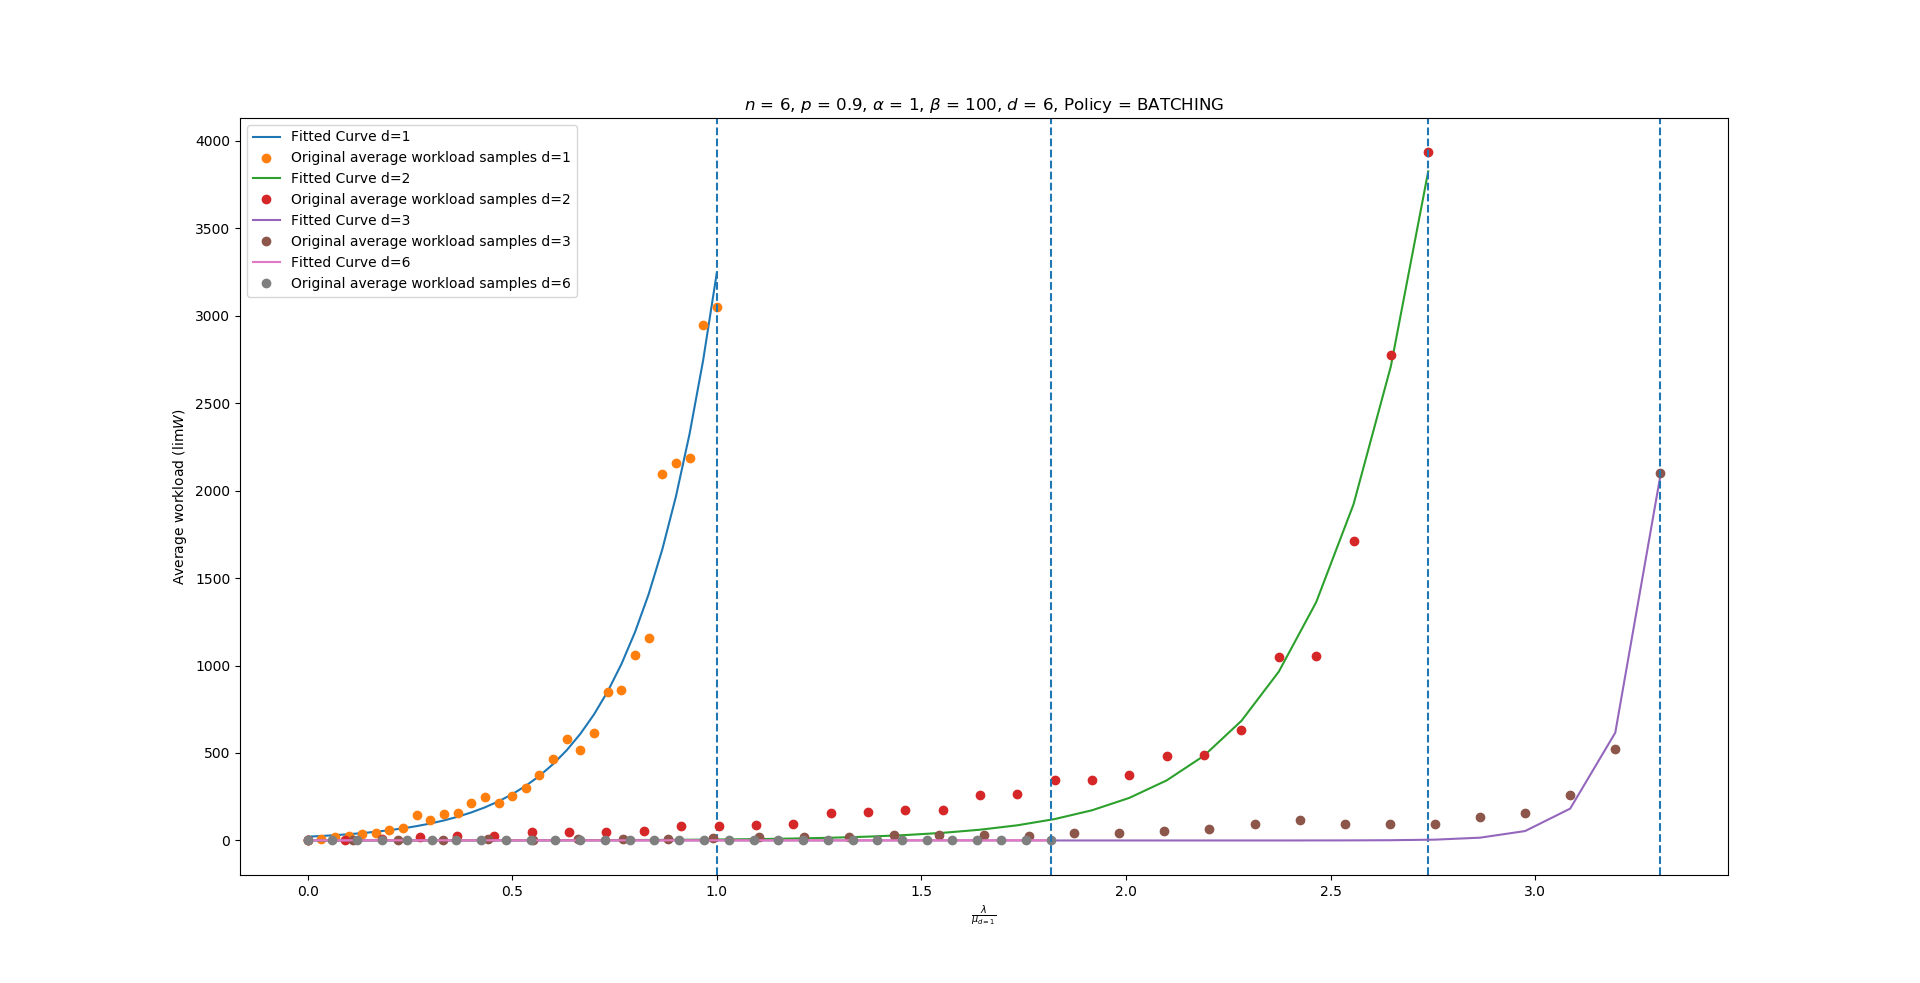 n = 6, p = 0.9, α = 1, β = 100, d = 6, Policy = BATCHING
Fitted Curve d=1
Original average workload samples d=1
Fitted Curve d=2
Original average workload samples d=2
Fitted Curve d=3
Original average workload samples d=3
Fitted Curve d=6
Original average workload samples d=6
4000
3500
3000
2500
2000
1500
1000
500
0
Average workload (limW)
0.0 0.5 1.0 1.5 2.0 2.5 3.0
λ
μd=1